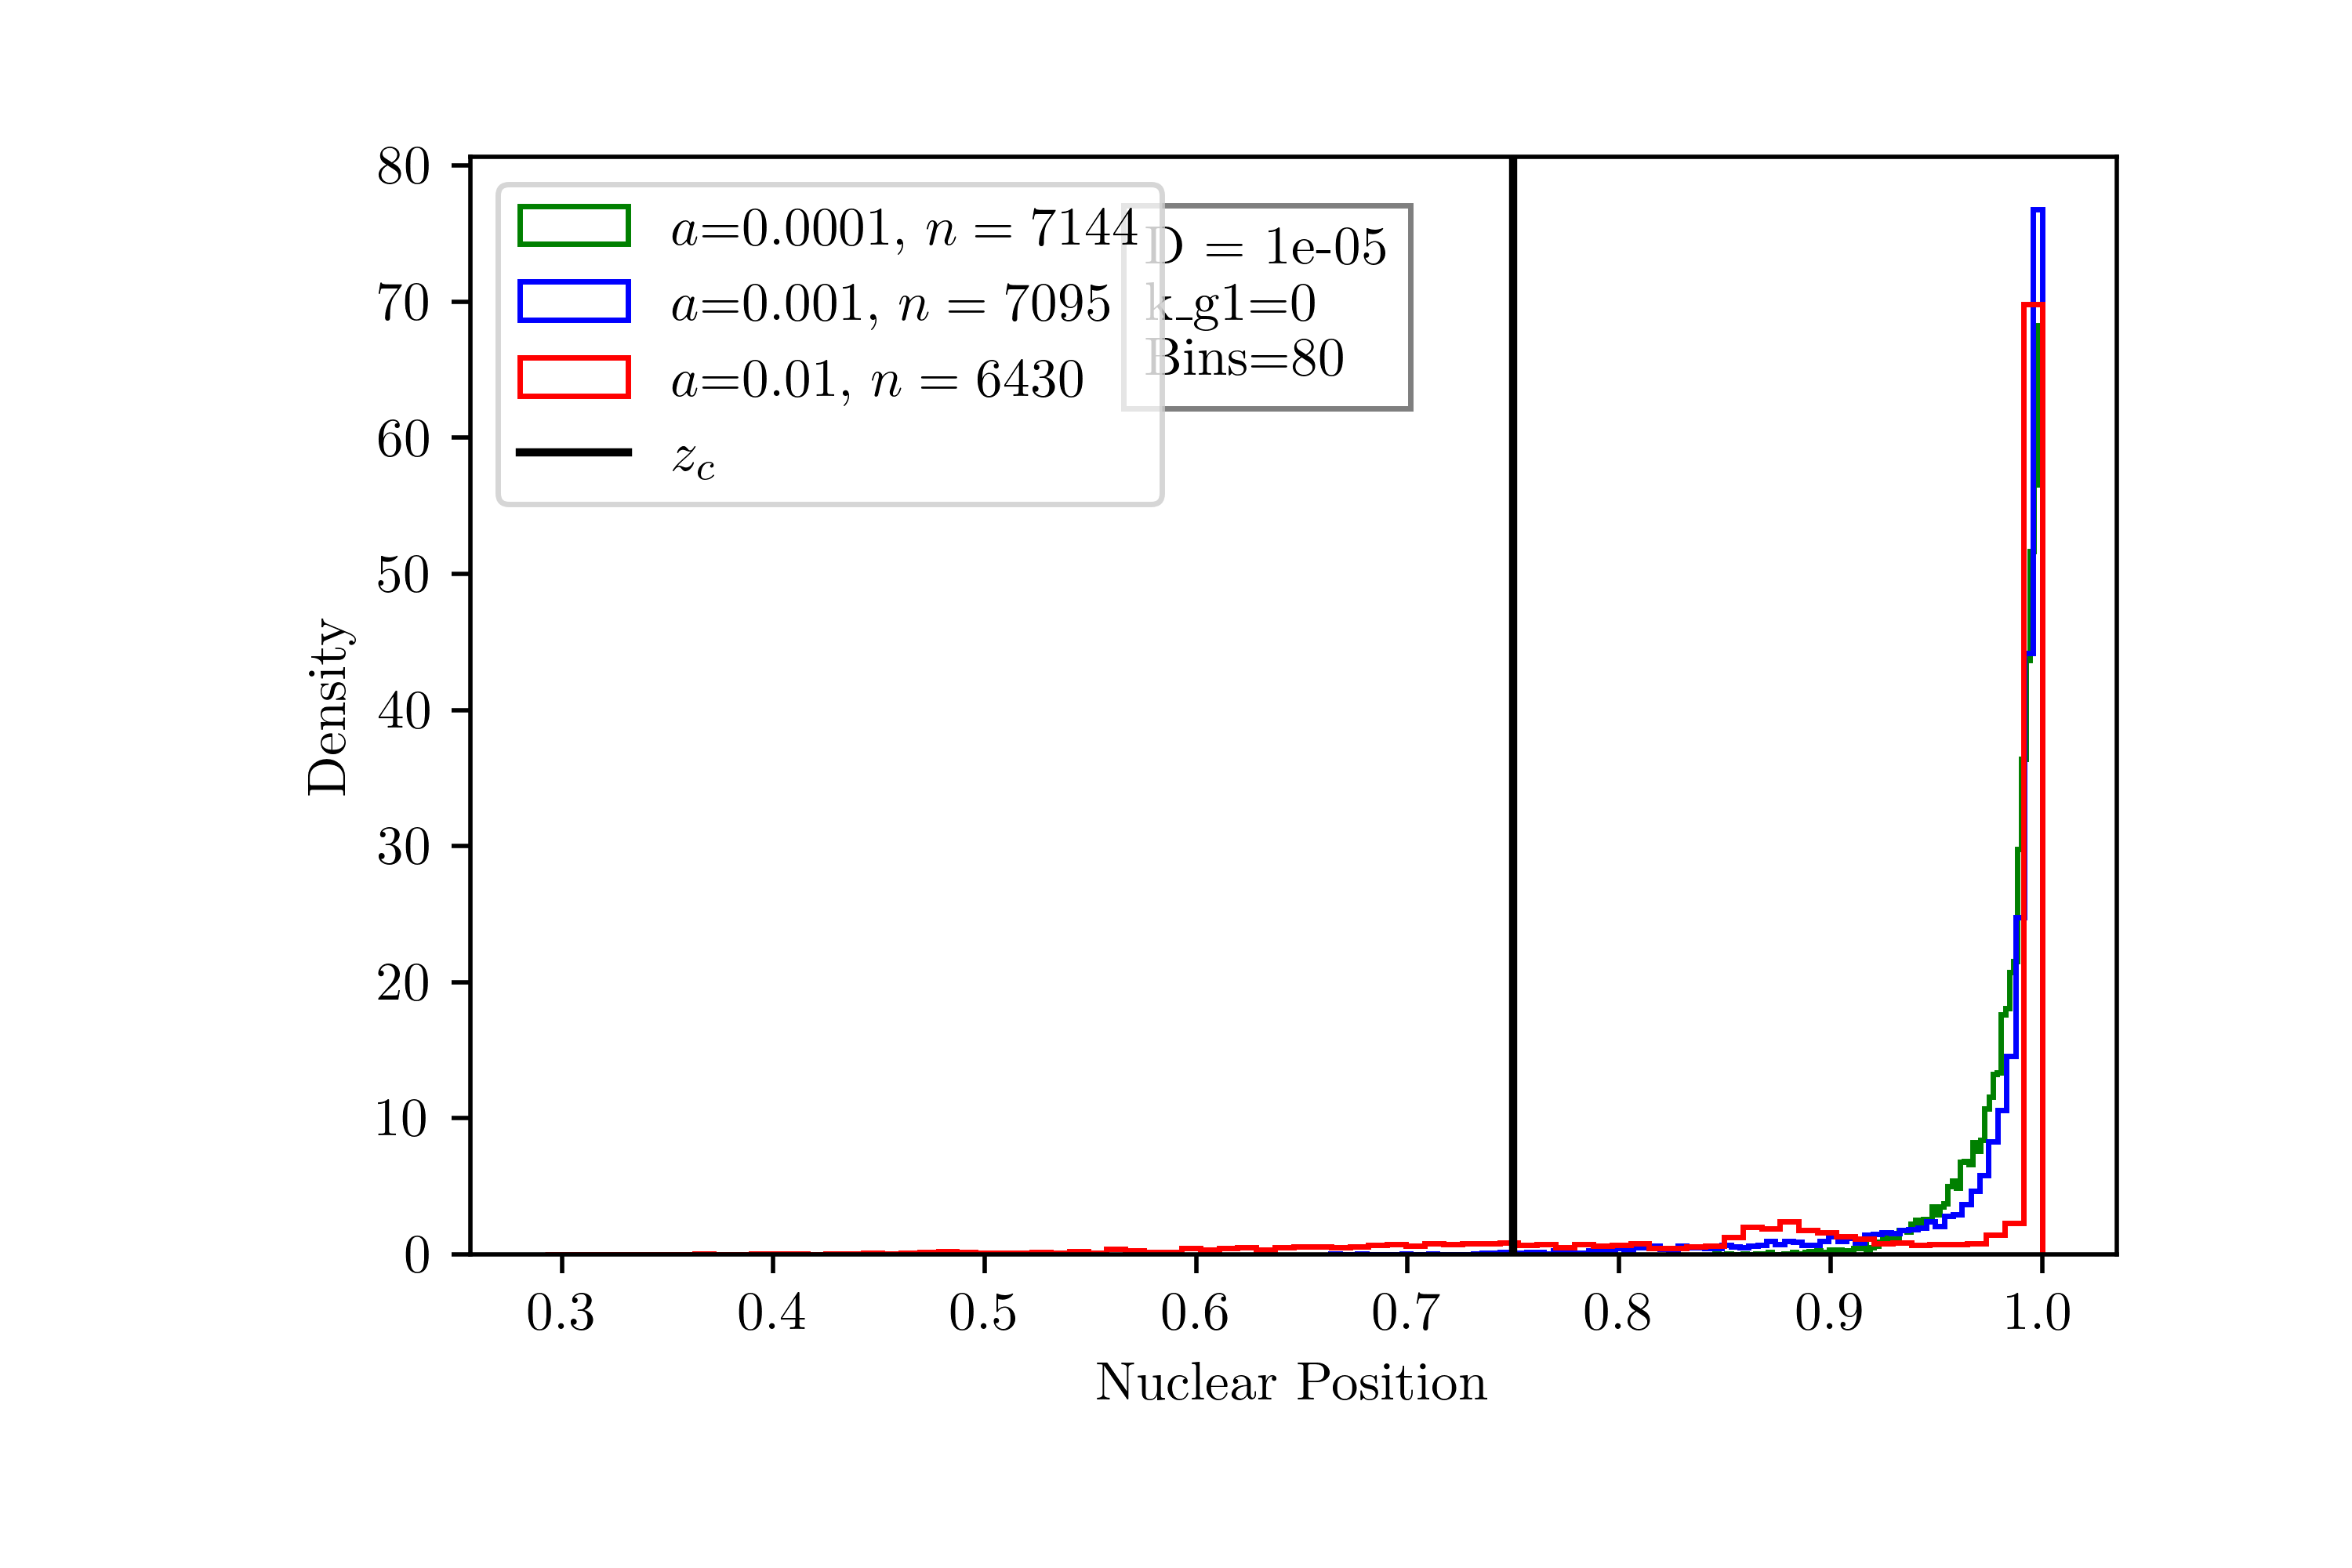 80
70
60
50
40
30
20
10
0
Density
a=0.0001, n = 7144
a=0.001, n = 7095
a=0.01, n = 6430
z_c
D = 1e-05
k_g1=0
Bins=80
0.3 0.4 0.5 0.6 0.7 0.8 0.9 1.0
Nuclear Position